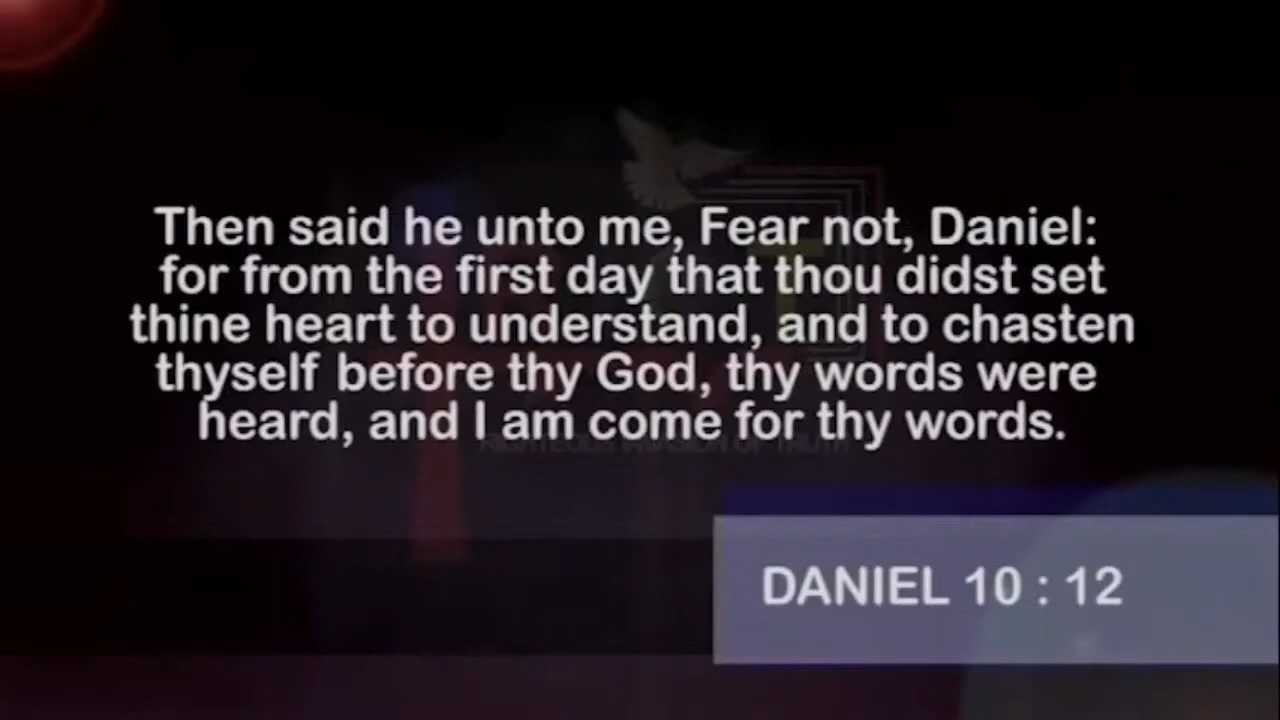 Then said he unto me, Fear not, Daniel:
for from the first day that thou didst set
thine heart to understand, and to chasten
thyself before thy God, thy words were
heard, and I am come for thy words.
DANIEL 10 : 12